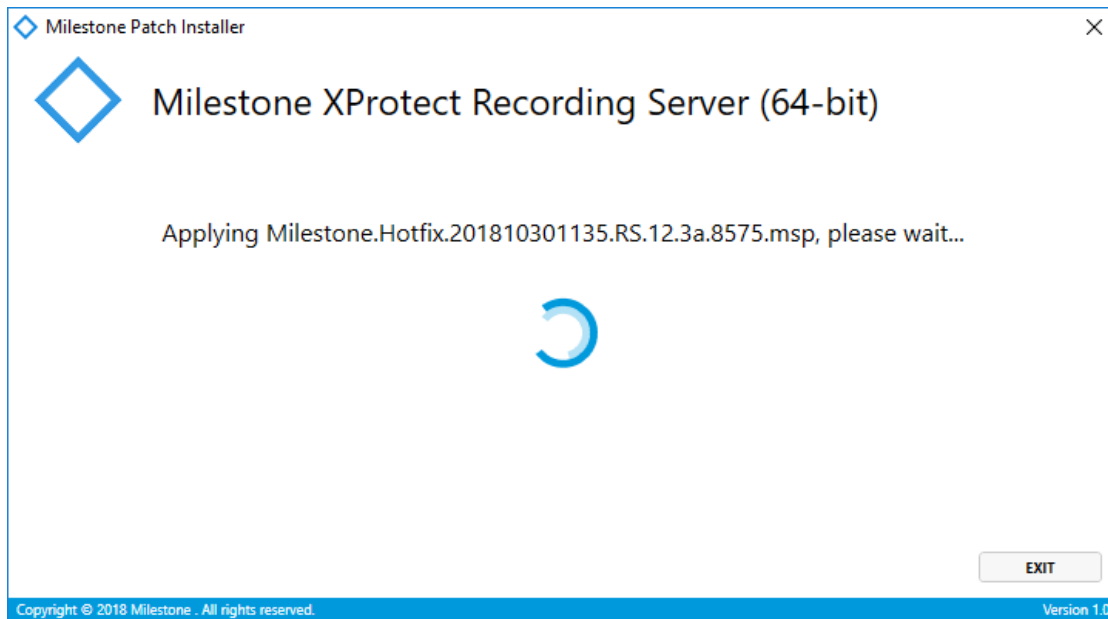 Milestone Patch Installer
Milestone XProtect Recording Server (64-bit)
Applying Milestone.Hotfix.201810301135.RS.12.3a.8575.msp, please wait...
EXIT
Copyright © 2018 Milestone . All rights reserved.
Version 1.0